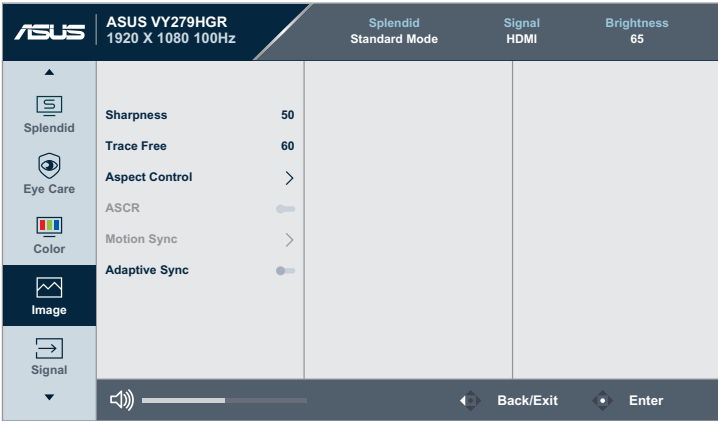 ASUS
ASUS VY279HGR
1920 X 1080 100Hz
Splendid
Standard Mode
Signal
HDMI
Brightness
65
Splendid
Eye Care
Color
Image
Signal
Sharpness 50
Trace Free 60
Aspect Control
ASCR
Motion Sync
Adaptive Sync
Back/Exit
Enter